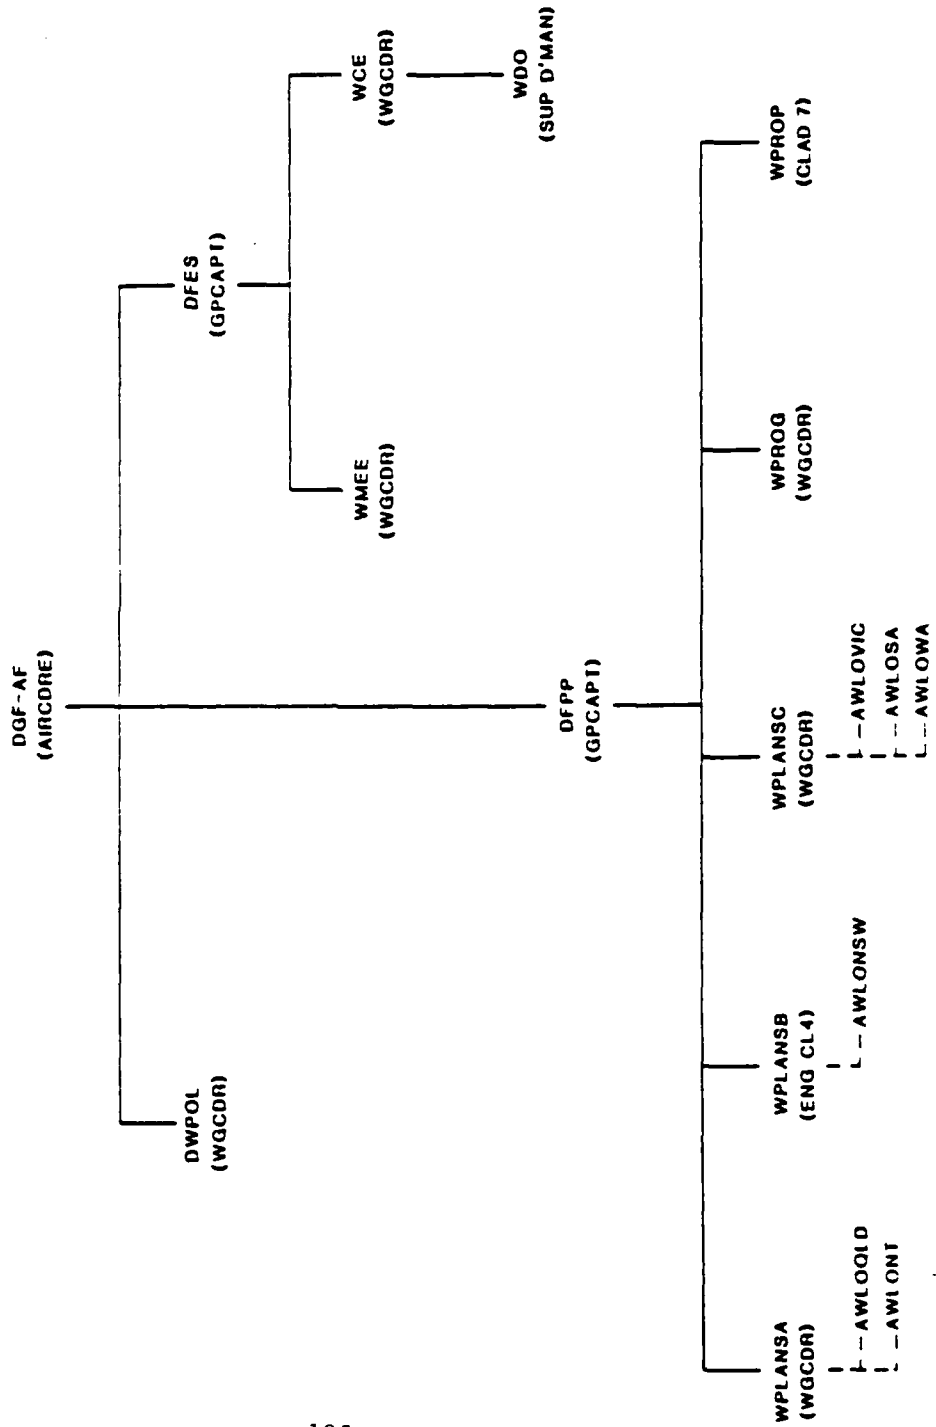 DGF-AF
(AIRCDRE)
DWPOL
(WGCDR)
DFES
(GPCAPT)
WMEE
(WGCDR)
WCE
(WGCDR)
WDO
(SUP D'MAN)
DFPP
(GPCAPT)
WPLANSA
(WGCDR)
AWLOQLD
AWLONT
WPLANSB
(ENG CL4)
AWLONSW
WPLANSC
(WGCDR)
AWLOVIC
AWLOSA
AWLOWA
WPROG
(WGCDR)
WPROP
(CLAD 7)